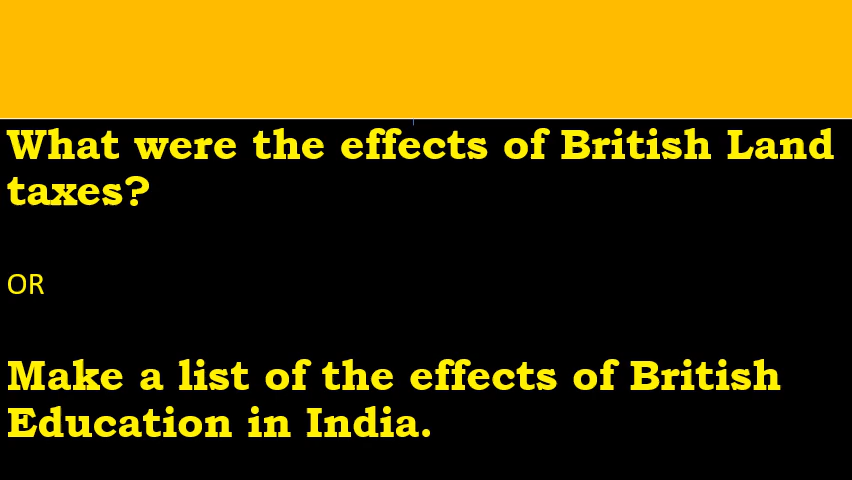 What were the effects of British Land
taxes?
OR
Make a list of the effects of British
Education in India.